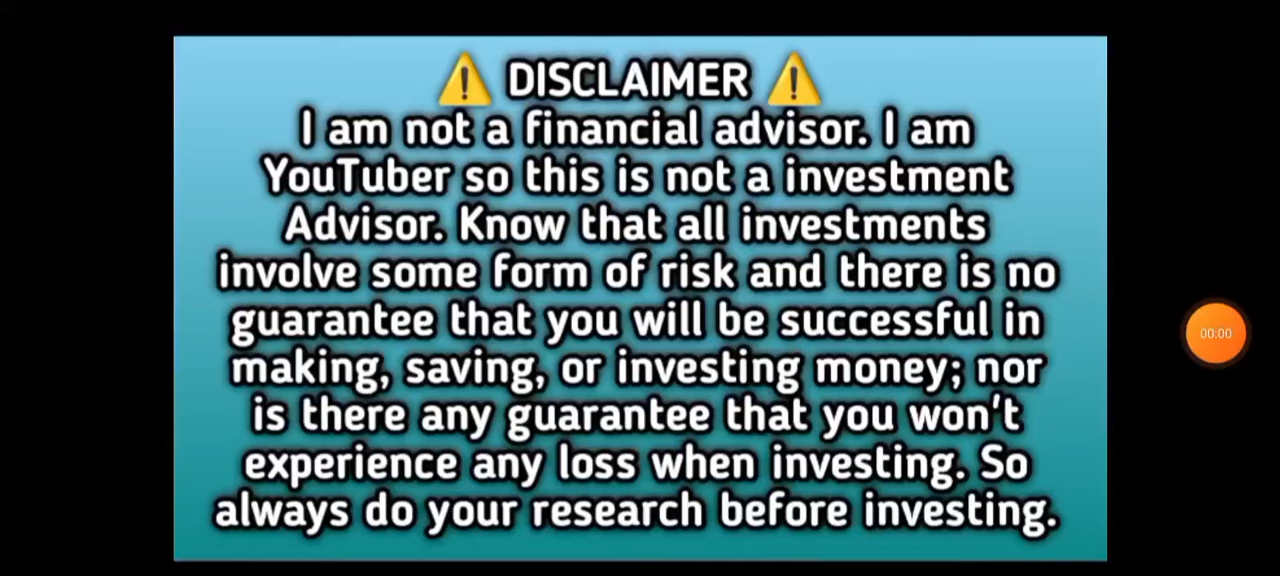 ⚠️ DISCLAIMER ⚠️
I am not a financial advisor. I am
YouTuber so this is not a investment
Advisor. Know that all investments
involve some form of risk and there is no
guarantee that you will be successful in
making, saving, or investing money; nor
is there any guarantee that you won't
experience any loss when investing. So
always do your research before investing.
00:00